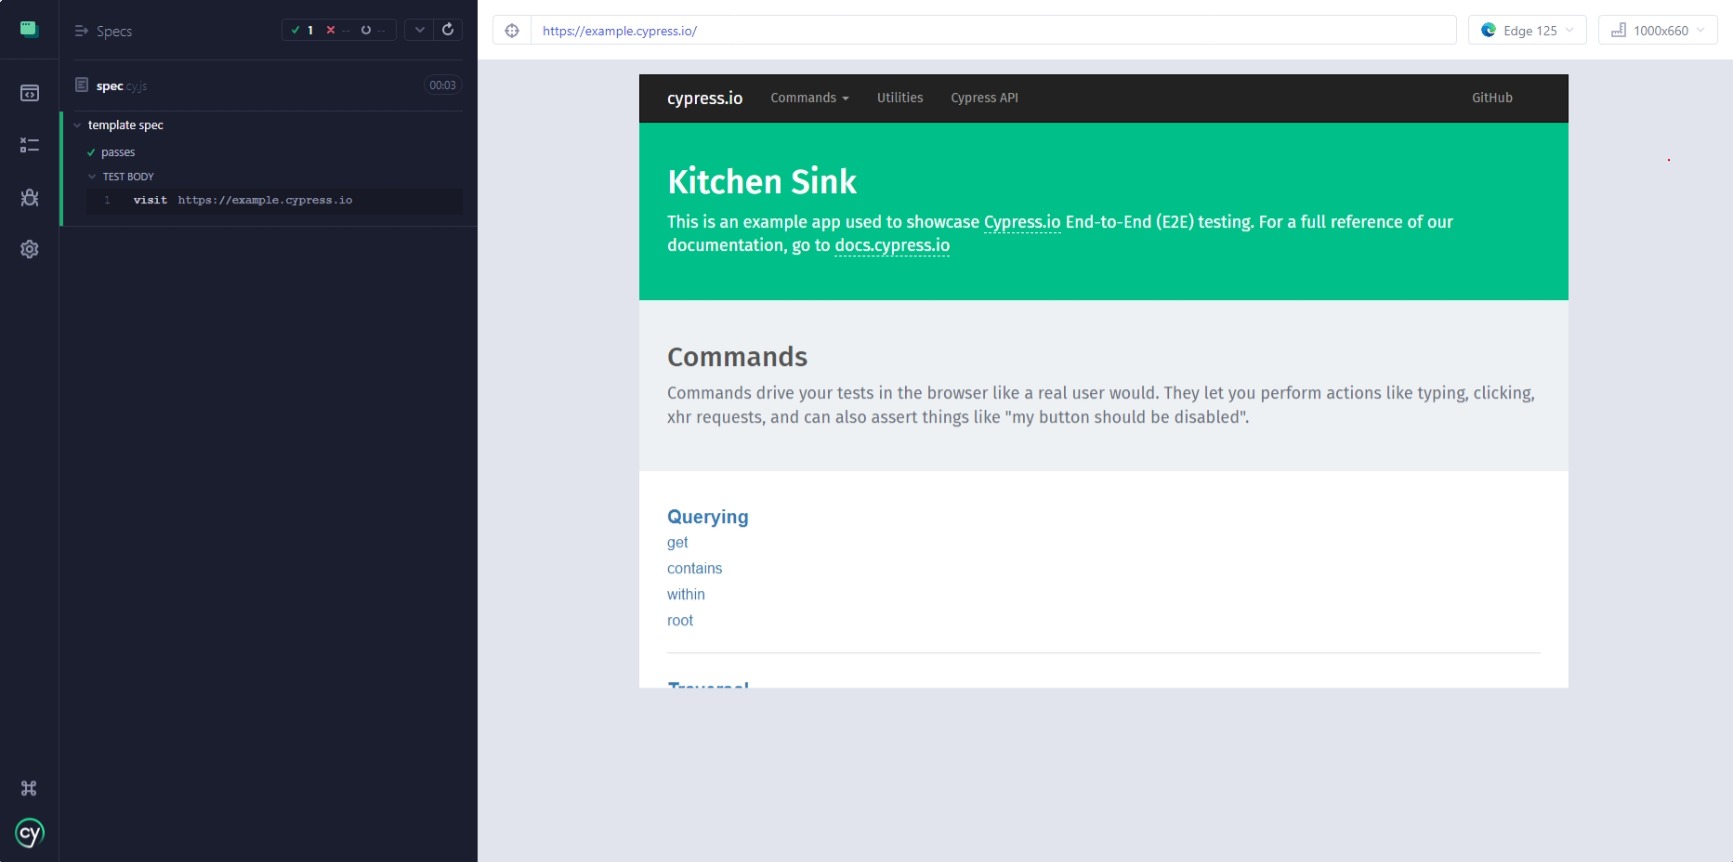 Specs
1 -- --
spec.cy.js 00:03
template spec
passes
TEST BODY
1 visit https://example.cypress.io
cy
https://example.cypress.io/
Edge 125
1000x660
cypress.io Commands Utilities Cypress API GitHub
Kitchen Sink
This is an example app used to showcase Cypress.io End-to-End (E2E) testing. For a full reference of our
documentation, go to docs.cypress.io
Commands
Commands drive your tests in the browser like a real user would. They let you perform actions like typing, clicking,
xhr requests, and can also assert things like "my button should be disabled".
Querying
get
contains
within
root
Traversal